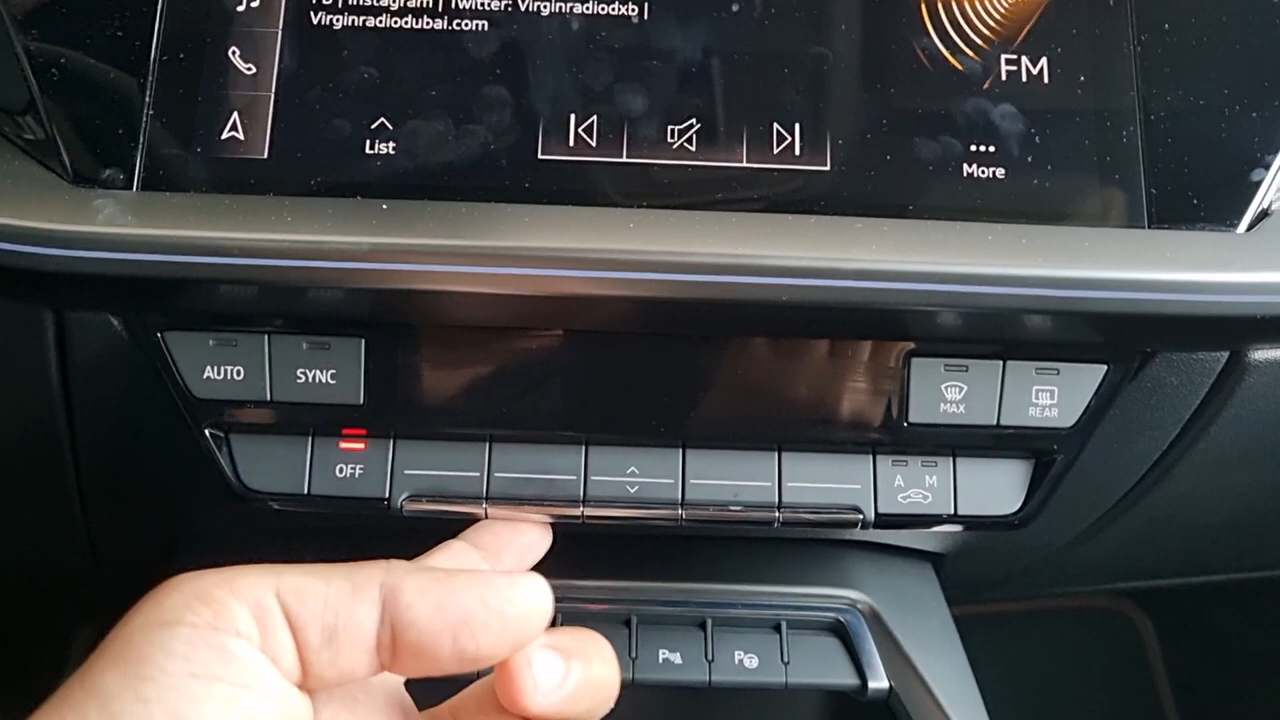 FB | Instagram | Twitter: Virginradiodxb |
Virginradiodubai.com
FM
List
More
AUTO
SYNC
MAX
REAR
OFF
A M
P
P